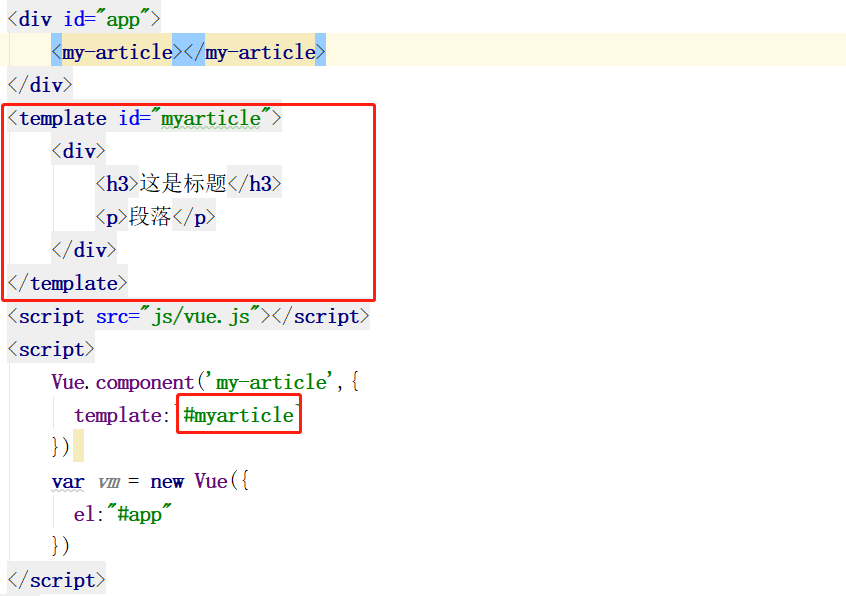 <div id="app">
<my-article></my-article>
</div>
<template id="myarticle">
<div>
<h3>这是标题</h3>
<p>段落</p>
</div>
</template>
<script src="js/vue.js"></script>
<script>
Vue.component('my-article',{
template:`#myarticle`
})
var vm = new Vue({
el:"#app"
})
</script>